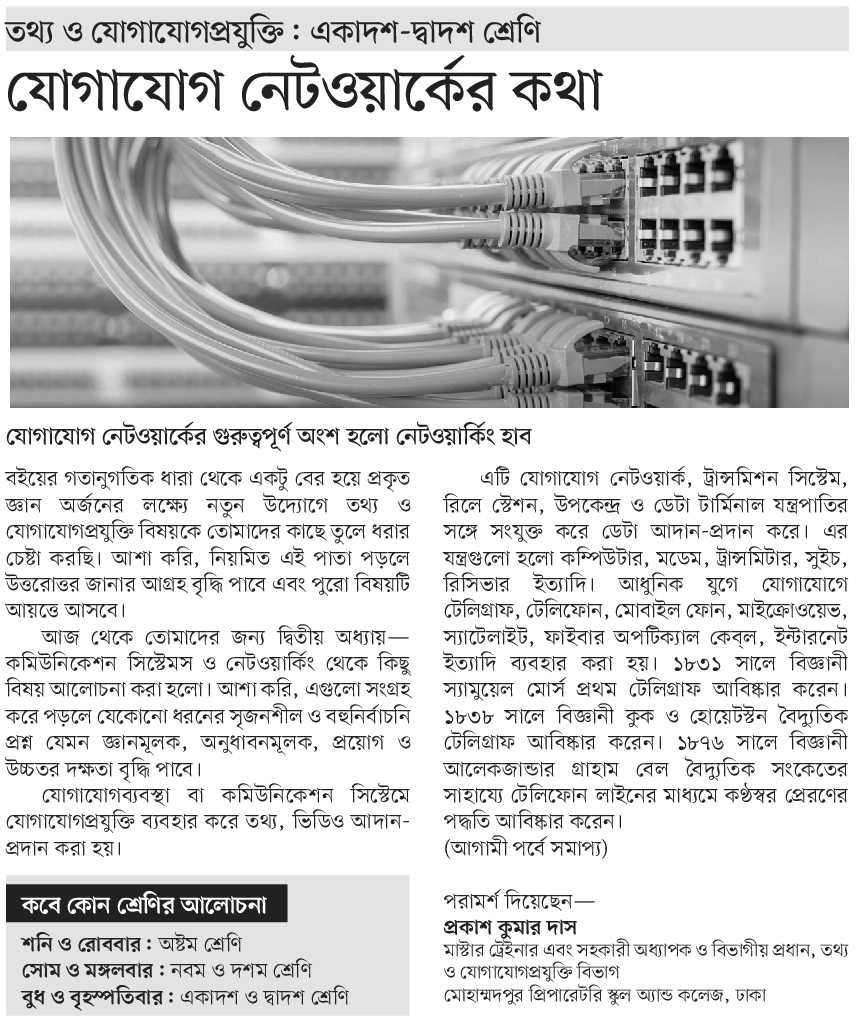 তথ্য ও যোগাযোগপ্রযুক্তি : একাদশ-দ্বাদশ শ্রেণি
যোগাযোগ নেটওয়ার্কের কথা
যোগাযোগ নেটওয়ার্কের গুরুত্বপূর্ণ অংশ হলো নেটওয়ার্কিং হাব
বইয়ের গতানুগতিক ধারা থেকে একটু বের হয়ে প্রকৃত
জ্ঞান অর্জনের লক্ষ্যে নতুন উদ্যোগে তথ্য ও
যোগাযোগপ্রযুক্তি বিষয়কে তোমাদের কাছে তুলে ধরার
চেষ্টা করছি। আশা করি, নিয়মিত এই পাতা পড়লে
উত্তরোত্তর জানার আগ্রহ বৃদ্ধি পাবে এবং পুরো বিষয়টি
আয়ত্তে আসবে।
আজ থেকে তোমাদের জন্য দ্বিতীয় অধ্যায়—
কমিউনিকেশন সিস্টেমস ও নেটওয়ার্কিং থেকে কিছু
বিষয় আলোচনা করা হলো। আশা করি, এগুলো সংগ্রহ
করে পড়লে যেকোনো ধরনের সৃজনশীল ও বহুনির্বাচনি
প্রশ্ন যেমন জ্ঞানমূলক, অনুধাবনমূলক, প্রয়োগ ও
উচ্চতর দক্ষতা বৃদ্ধি পাবে।
যোগাযোগব্যবস্থা বা কমিউনিকেশন সিস্টেমে
যোগাযোগপ্রযুক্তি ব্যবহার করে তথ্য, ভিডিও আদান-
প্রদান করা হয়।
এটি যোগাযোগ নেটওয়ার্ক, ট্রান্সমিশন সিস্টেম,
রিলে স্টেশন, উপকেন্দ্র ও ডেটা টার্মিনাল যন্ত্রপাতির
সঙ্গে সংযুক্ত করে ডেটা আদান-প্রদান করে। এর
যন্ত্রগুলো হলো কম্পিউটার, মডেম, ট্রান্সমিটার, সুইচ,
রিসিভার ইত্যাদি। আধুনিক যুগে যোগাযোগে
টেলিগ্রাফ, টেলিফোন, মোবাইল ফোন, মাইক্রোওয়েভ,
স্যাটেলাইট, ফাইবার অপটিক্যাল কেব্‌ল, ইন্টারনেট
ইত্যাদি ব্যবহার করা হয়। ১৮৩১ সালে বিজ্ঞানী
স্যামুয়েল মোর্স প্রথম টেলিগ্রাফ আবিষ্কার করেন।
১৮৩৮ সালে বিজ্ঞানী কুক ও হোয়েটস্টন বৈদ্যুতিক
টেলিগ্রাফ আবিষ্কার করেন। ১৮৭৬ সালে বিজ্ঞানী
আলেকজান্ডার গ্রাহাম বেল বৈদ্যুতিক সংকেতের
সাহায্যে টেলিফোন লাইনের মাধ্যমে কণ্ঠস্বর প্রেরণের
পদ্ধতি আবিষ্কার করেন।
(আগামী পর্বে সমাপ্য)
কবে কোন শ্রেণির আলোচনা
শনি ও রোববার : অষ্টম শ্রেণি
সোম ও মঙ্গলবার : নবম ও দশম শ্রেণি
বুধ ও বৃহস্পতিবার : একাদশ ও দ্বাদশ শ্রেণি
পরামর্শ দিয়েছেন—
প্রকাশ কুমার দাস
মাস্টার ট্রেইনার এবং সহকারী অধ্যাপক ও বিভাগীয় প্রধান, তথ্য
ও যোগাযোগপ্রযুক্তি বিভাগ
মোহাম্মদপুর প্রিপারেটরি স্কুল অ্যান্ড কলেজ, ঢাকা